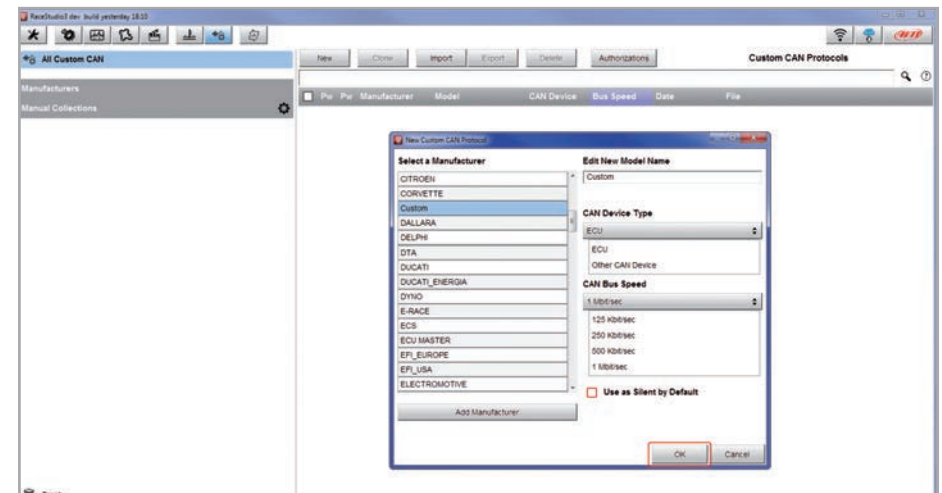 RaceStudio3 dev build yesterday 18:10
AiM
All Custom CAN
New Clone Import Export Delete Authorizations Custom CAN Protocols
Manufacturers
Manual Collections
Manufacturer Model CAN Device Bus Speed Date File
New Custom CAN Protocol
Select a Manufacturer
CITROEN
CORVETTE
Custom
DALLARA
DELPHI
DTA
DUCATI
DUCATI_ENERGIA
DYNO
E-RACE
ECS
ECU MASTER
EFI_EUROPE
EFI_USA
ELECTROMOTIVE
Add Manufacturer
Edit New Model Name
Custom
CAN Device Type
ECU
ECU
Other CAN Device
CAN Bus Speed
1 Mbit/sec
125 Kbit/sec
250 Kbit/sec
500 Kbit/sec
1 Mbit/sec
Use as Silent by Default
OK Cancel